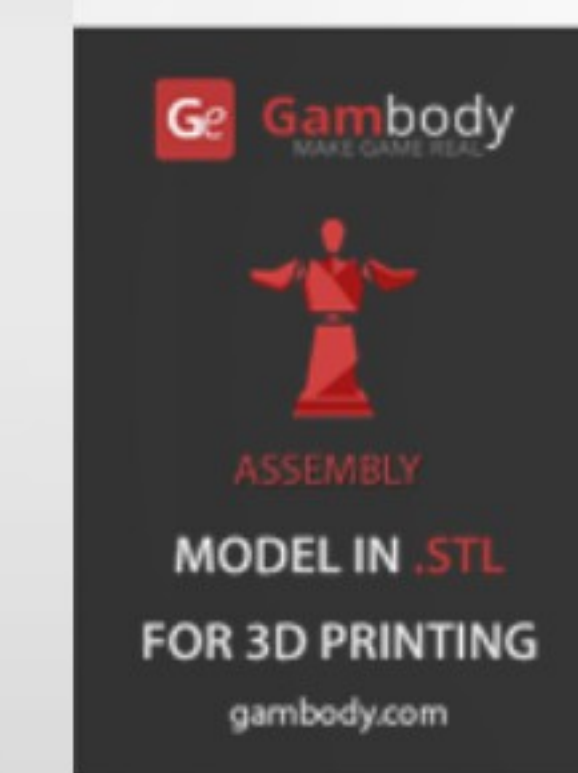 Ge Gambody
MAKE GAME REAL
ASSEMBLY
MODEL IN .STL
FOR 3D PRINTING
gambody.com